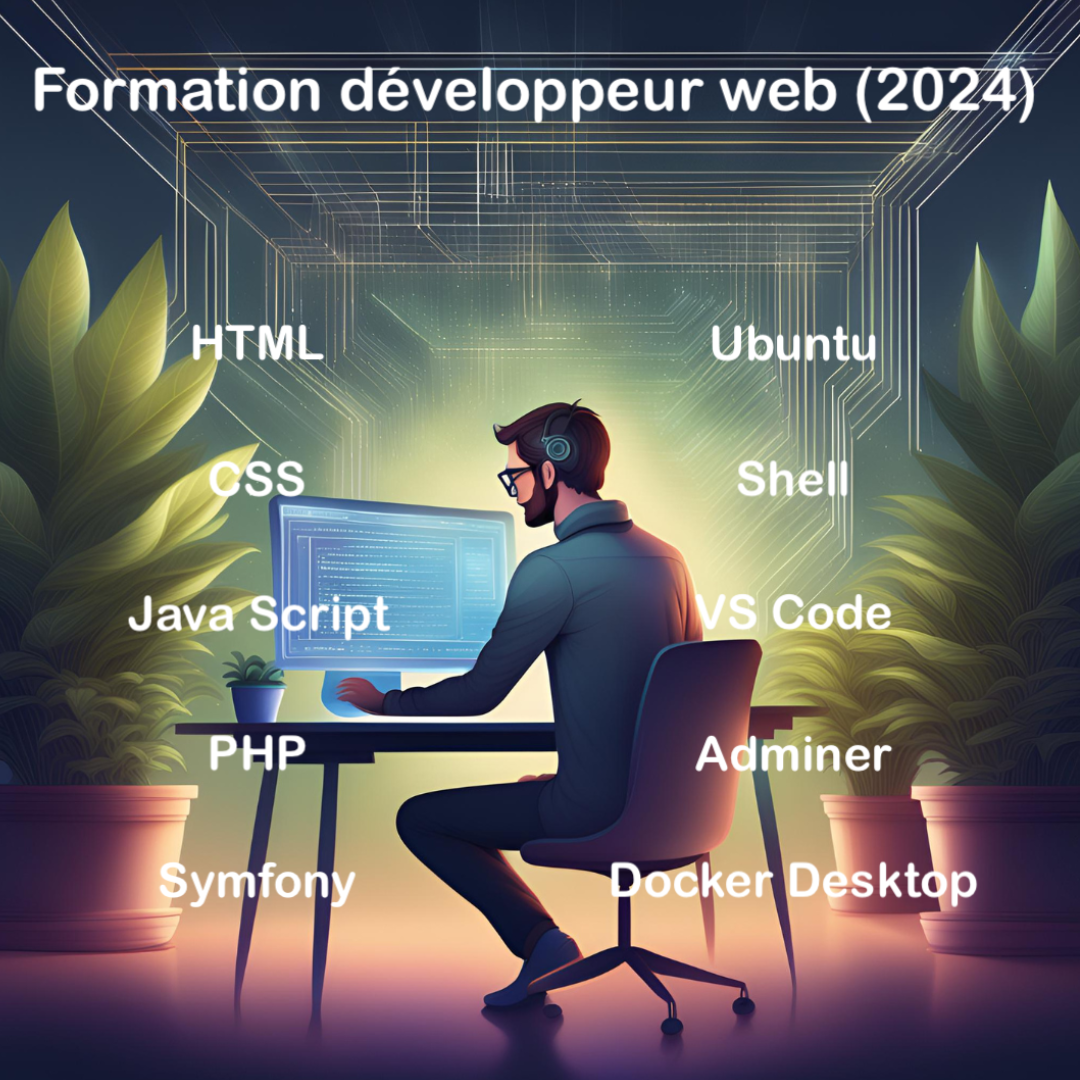 Formation développeur web (2024)
HTML
Ubuntu
CSS
Shell
Java Script
VS Code
PHP
Adminer
Symfony
Docker Desktop